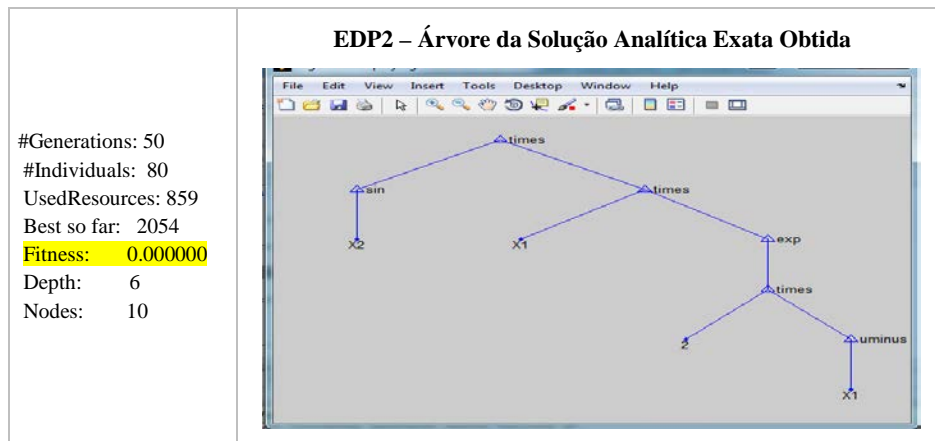 EDP2 – Árvore da Solução Analítica Exata Obtida
#Generations: 50
#Individuals: 80
UsedResources: 859
Best so far: 2054
Fitness: 0.000000
Depth: 6
Nodes: 10
File Edit View Insert Tools Desktop Window Help
times
sin times
X2 X1 exp
times
2 uminus
X1